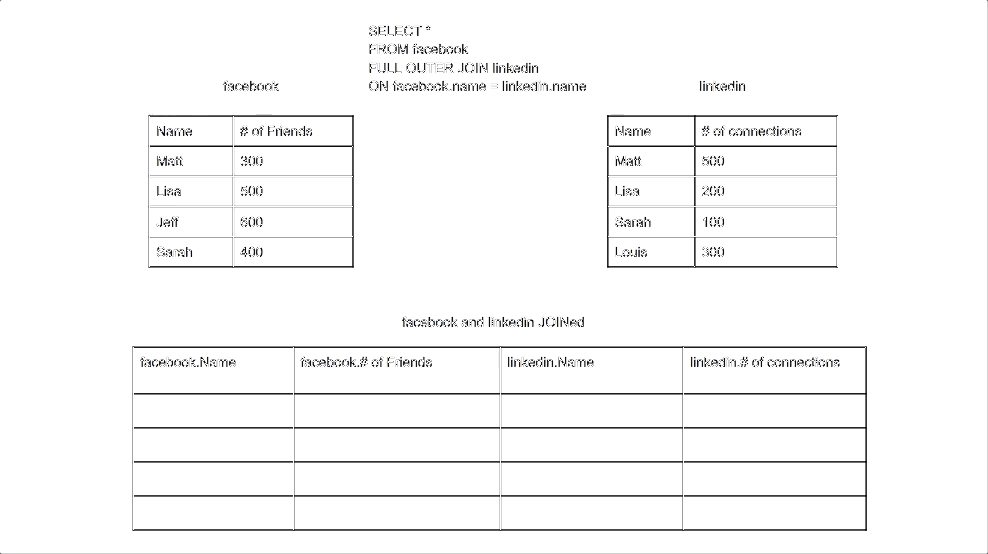 SELECT *
FROM facebook
FULL OUTER JOIN linkedin
ON facebook.name = linkedin.name
facebook
linkedin
Name # of Friends
Matt 300
Lisa 500
Jeff 600
Sarah 400
Name # of connections
Matt 500
Lisa 200
Sarah 100
Louis 300
facebook and linkedin JOINed
facebook.Name facebook.# of Friends linkedin.Name linkedin.# of connections